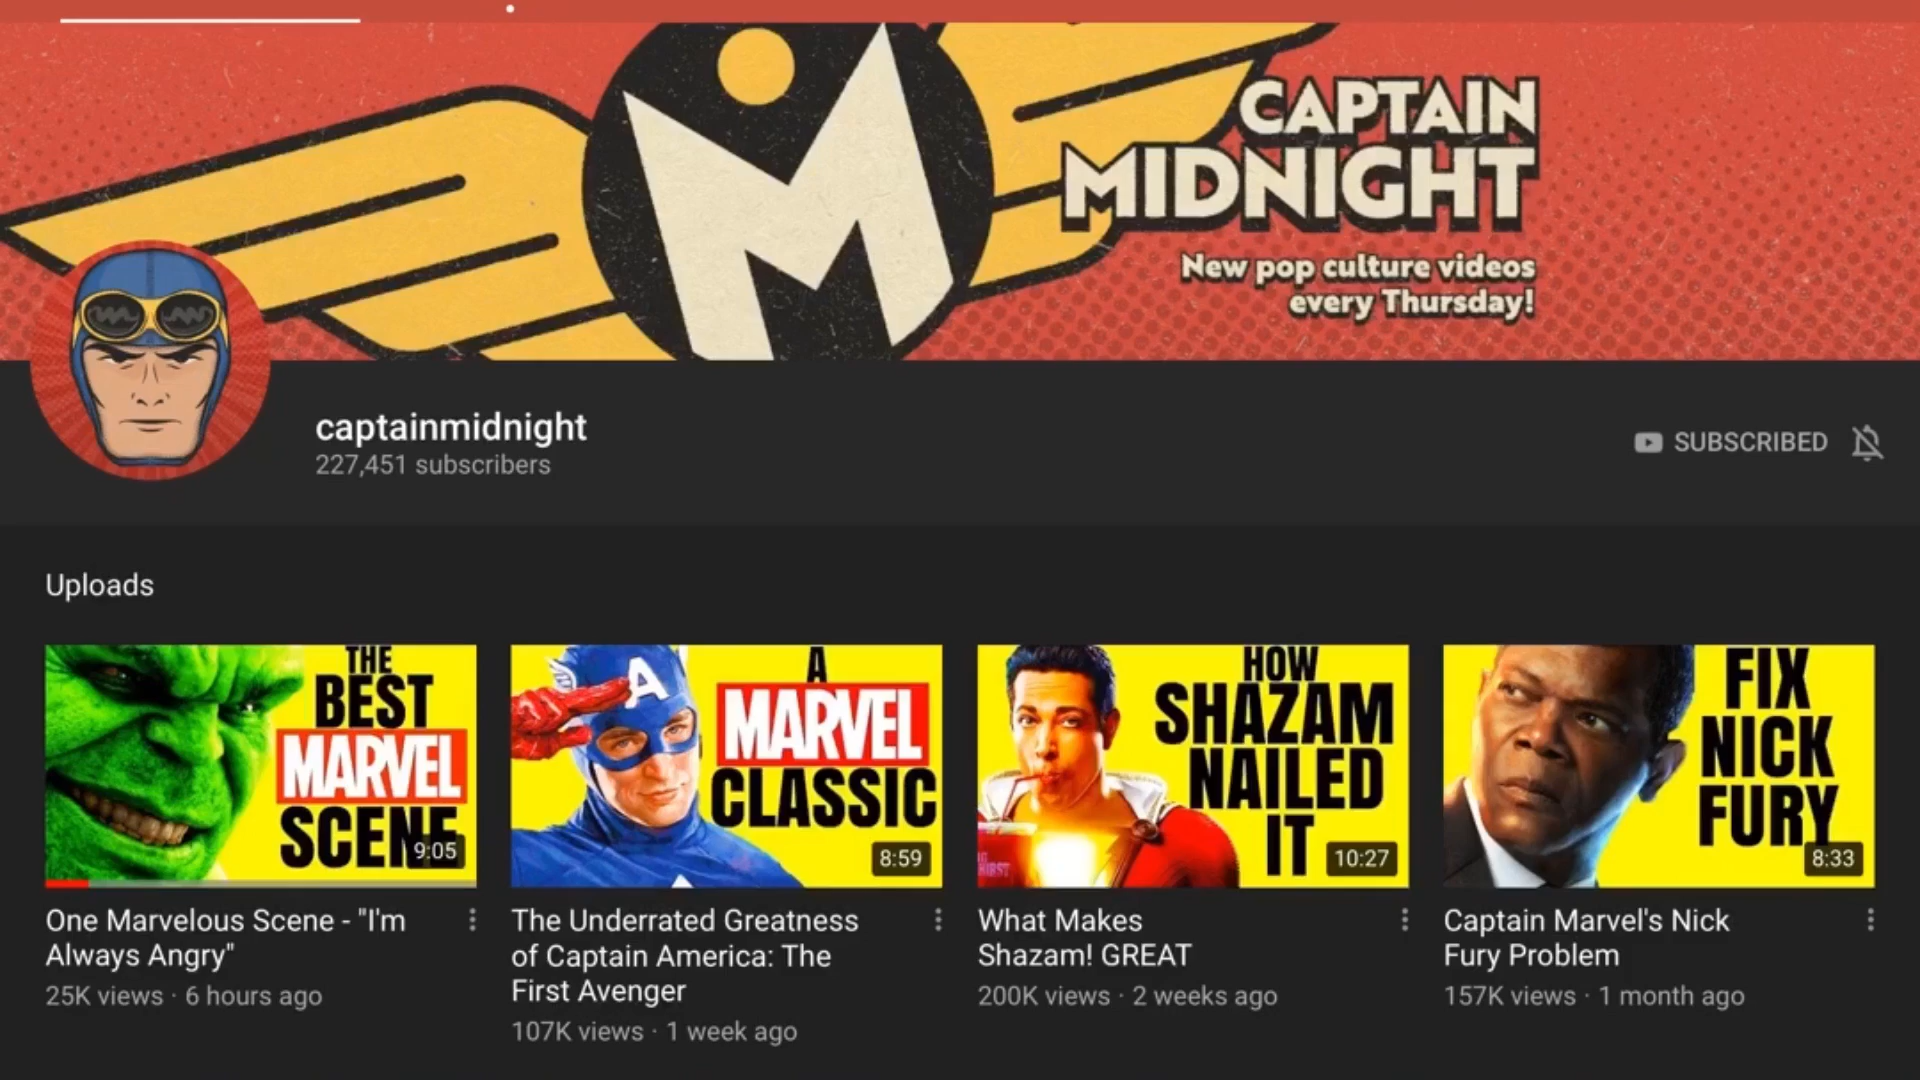 M
CAPTAIN
MIDNIGHT
New pop culture videos
every Thursday!
captainmidnight
227,451 subscribers
SUBSCRIBED
Uploads
THE
BEST
MARVEL
SCENE
9:05
A
A
MARVEL
CLASSIC
8:59
HOW
SHAZAM
NAILED
IT
10:27
FIX
NICK
FURY
8:33
One Marvelous Scene - "I'm
Always Angry"
25K views · 6 hours ago
The Underrated Greatness
of Captain America: The
First Avenger
107K views · 1 week ago
What Makes
Shazam! GREAT
200K views · 2 weeks ago
Captain Marvel's Nick
Fury Problem
157K views · 1 month ago